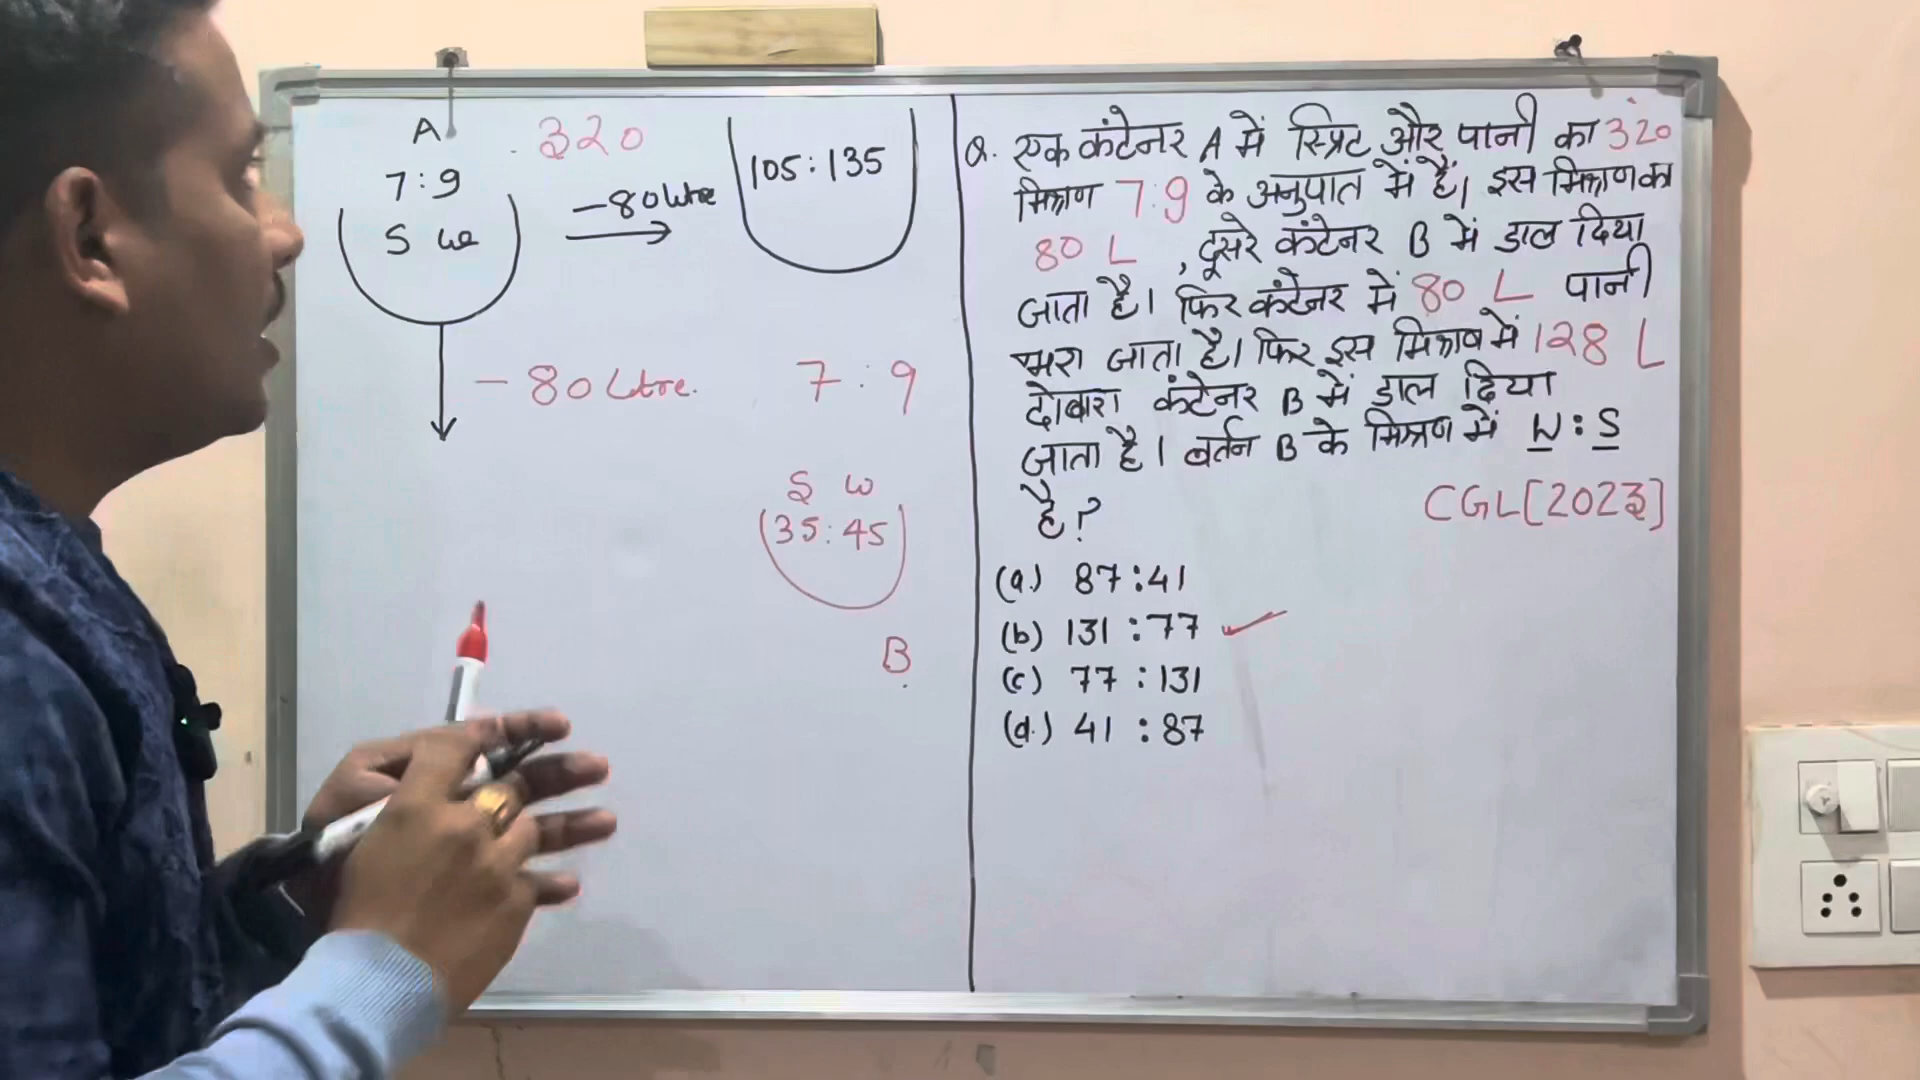 A
320
7:9
S w
-80 litre
105:135
- 80 Litre.
7:9
S w
35:45
B
Q. एक कंटेनर A में स्प्रिट और पानी का 320
मिश्रण 7:9 के अनुपात में हैं। इस मिश्रण का
80 L , दूसरे कंटेनर B में डाल दिया
जाता है। फिर कंटेनर में 80 L पानी
भरा जाता है। फिर इस मिश्रण में 128 L
दोबारा कंटेनर B में डाल दिया
जाता है। बर्तन B के मिश्रण में W:S
है?
CGL[2023]
(a.) 87:41
(b) 131:77
(c) 77:131
(d.) 41:87